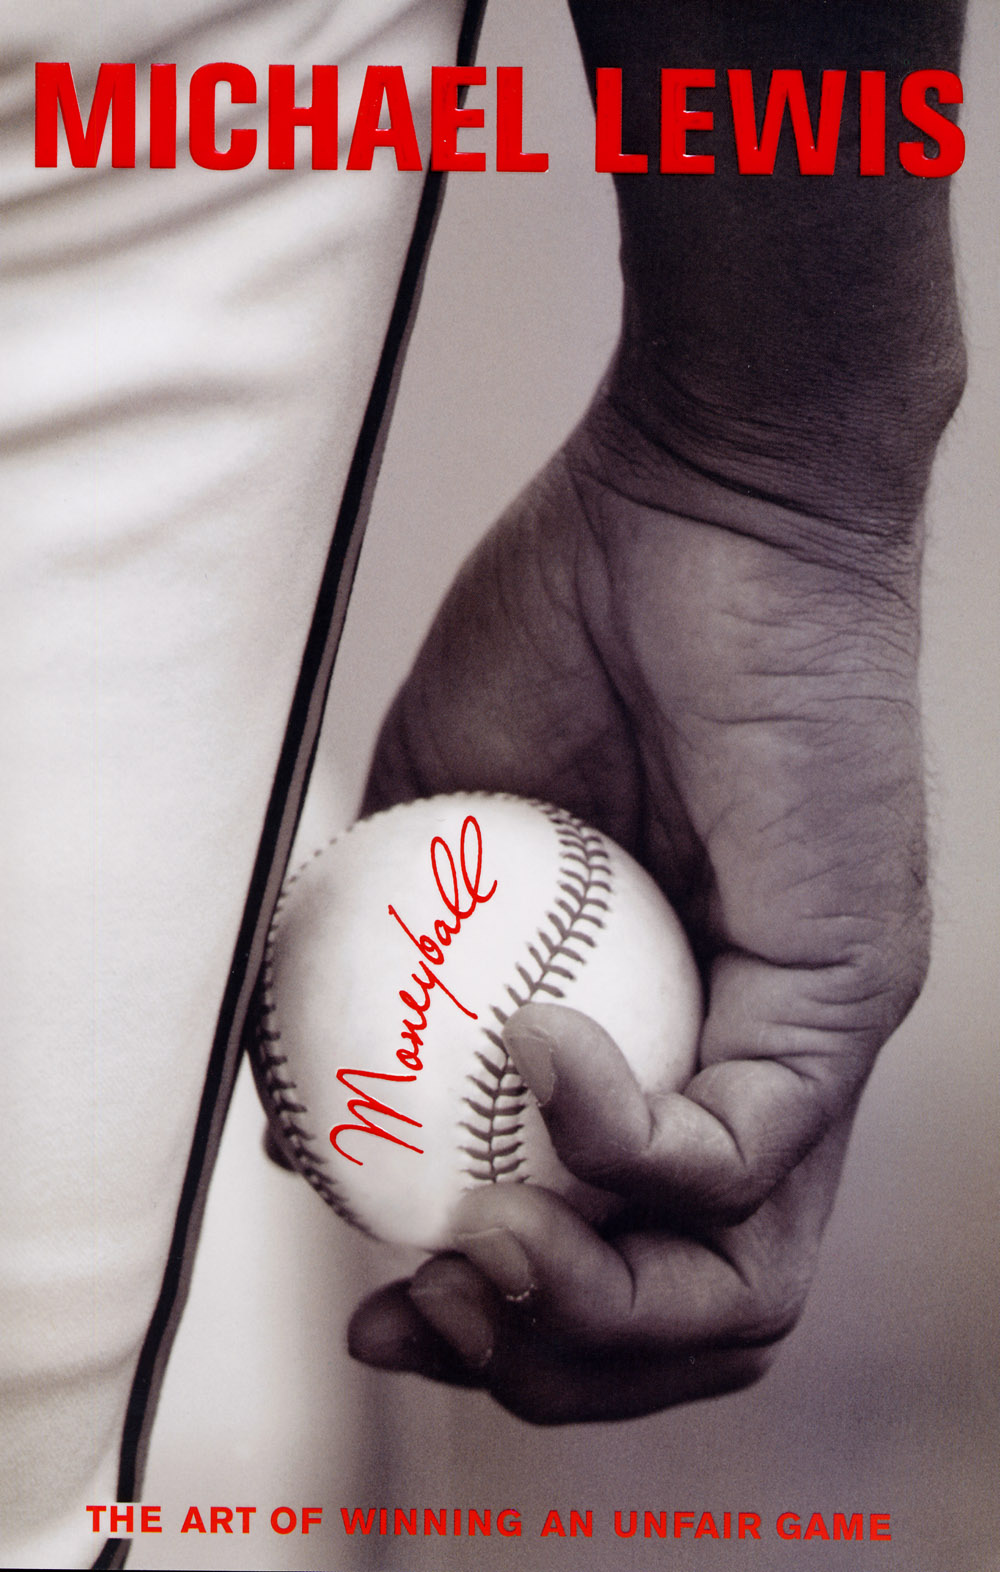 MICHAEL LEWIS
Moneyball
THE ART OF WINNING AN UNFAIR GAME